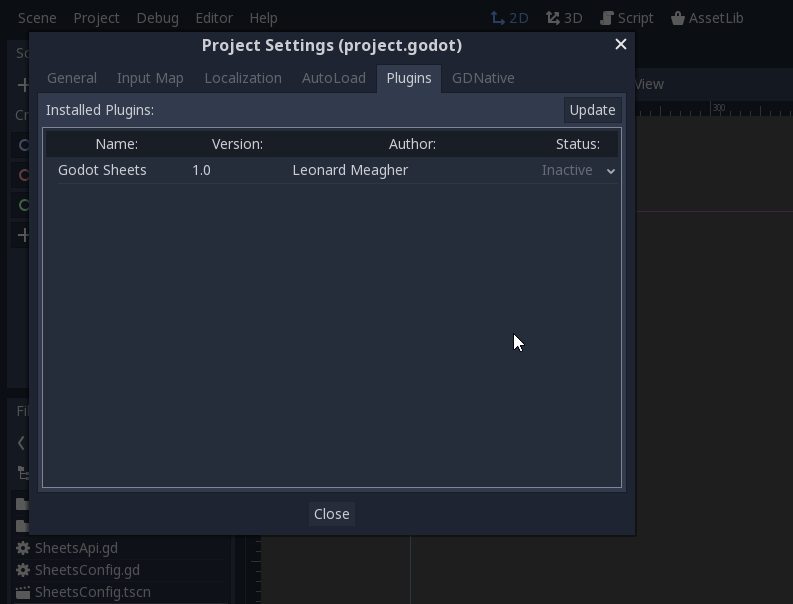 Scene Project Debug Editor Help 2D 3D Script AssetLib
Project Settings (project.godot)
General Input Map Localization AutoLoad Plugins GDNative
View
Installed Plugins: Update
300
Name: Version: Author: Status:
Godot Sheets 1.0 Leonard Meagher Inactive
Close
SheetsApi.gd
SheetsConfig.gd
SheetsConfig.tscn